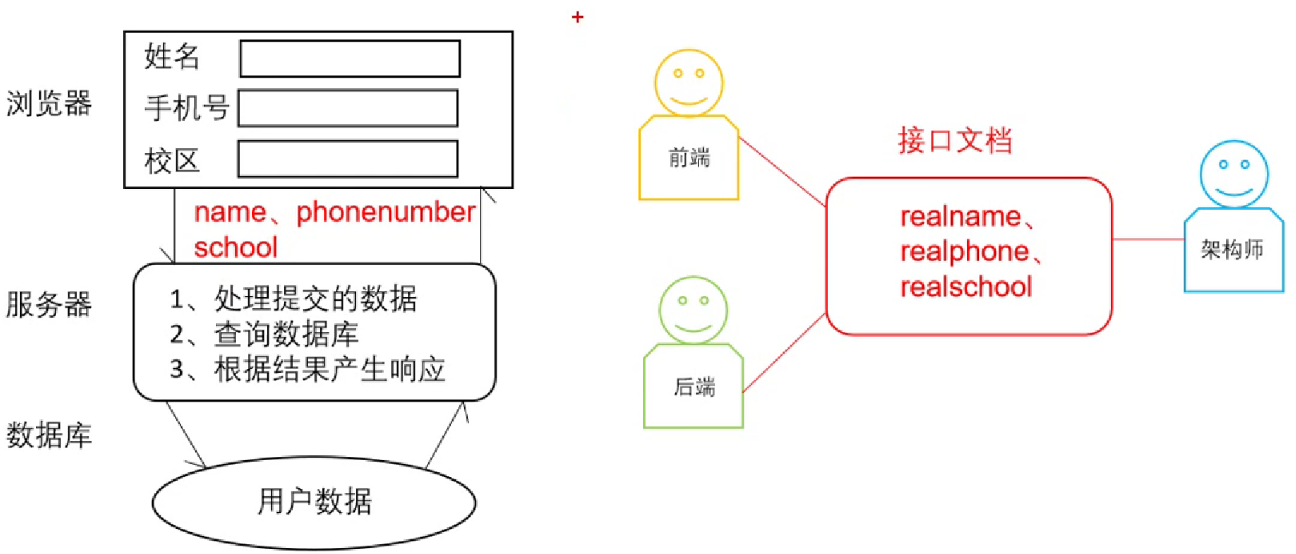 姓名
浏览器
手机号
校区
name、phonenumber
school
服务器
1、处理提交的数据
2、查询数据库
3、根据结果产生响应
数据库
用户数据
前端
接口文档
realname、
realphone、
realschool
架构师
后端